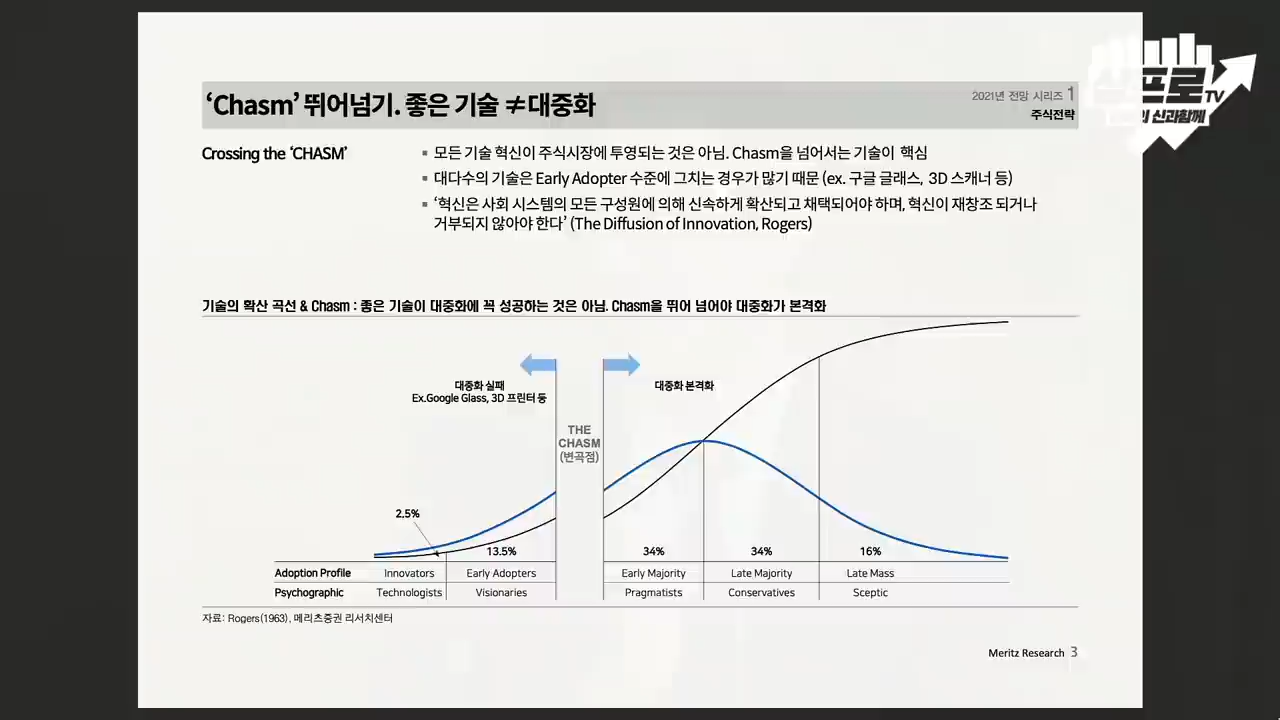 ‘Chasm’ 뛰어넘기. 좋은 기술 ≠ 대중화
2021년 전망 시리즈 1
주식전략
프로TV
의 신과함께
Crossing the ‘CHASM’
▪ 모든 기술 혁신이 주식시장에 투영되는 것은 아님. Chasm을 넘어서는 기술이 핵심
▪ 대다수의 기술은 Early Adopter 수준에 그치는 경우가 많기 때문 (ex. 구글 글래스, 3D 스캐너 등)
▪ ‘혁신은 사회 시스템의 모든 구성원에 의해 신속하게 확산되고 채택되어야 하며, 혁신이 재창조 되거나
거부되지 않아야 한다’ (The Diffusion of Innovation, Rogers)
기술의 확산 곡선 & Chasm : 좋은 기술이 대중화에 꼭 성공하는 것은 아님. Chasm을 뛰어 넘어야 대중화가 본격화
대중화 실패
Ex.Google Glass, 3D 프린터 등
대중화 본격화
THE
CHASM
(변곡점)
2.5%
13.5%
34%
34%
16%
Adoption Profile Innovators Early Adopters Early Majority Late Majority Late Mass
Psychographic Technologists Visionaries Pragmatists Conservatives Sceptic
자료: Rogers(1963), 메리츠증권 리서치센터
Meritz Research 3